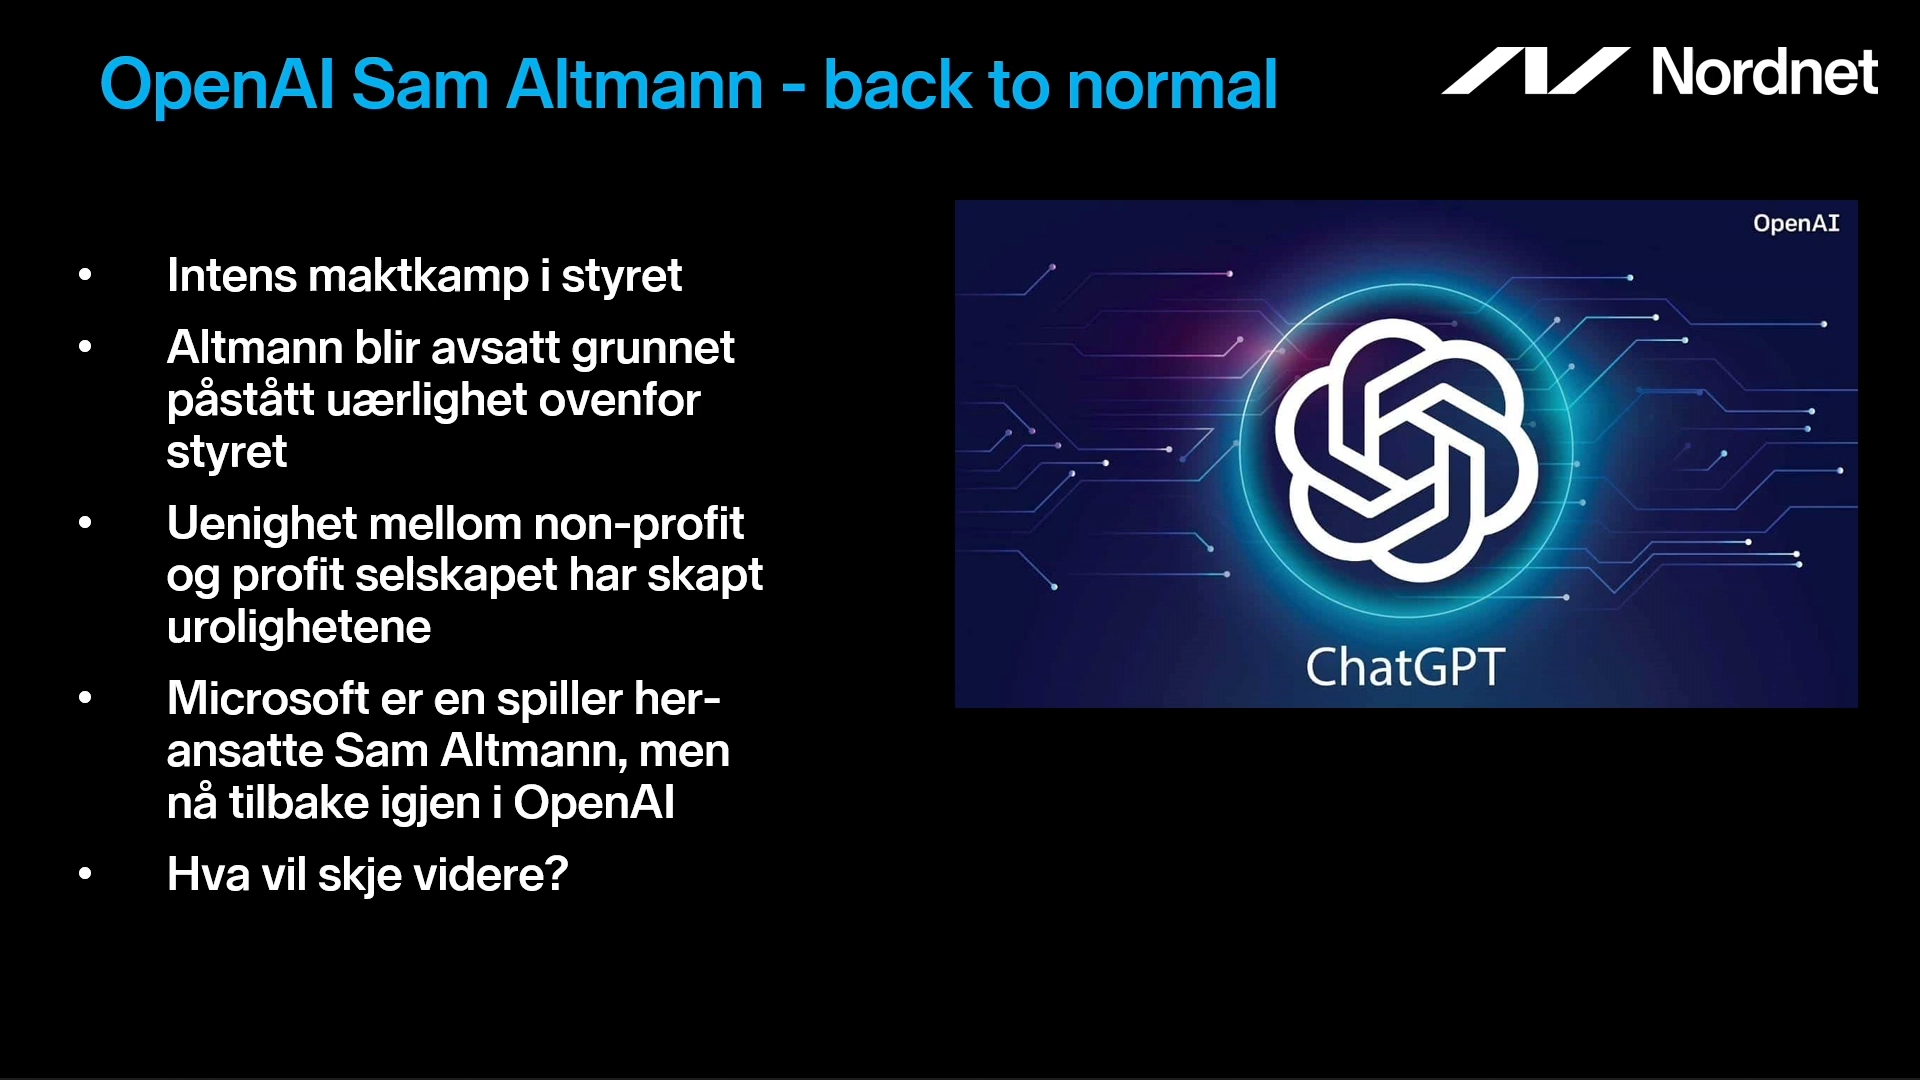 OpenAI Sam Altmann - back to normal
Nordnet
• Intens maktkamp i styret
• Altmann blir avsatt grunnet
påstått uærlighet ovenfor
styret
• Uenighet mellom non-profit
og profit selskapet har skapt
urolighetene
• Microsoft er en spiller her-
ansatte Sam Altmann, men
nå tilbake igjen i OpenAI
• Hva vil skje videre?
OpenAI
ChatGPT